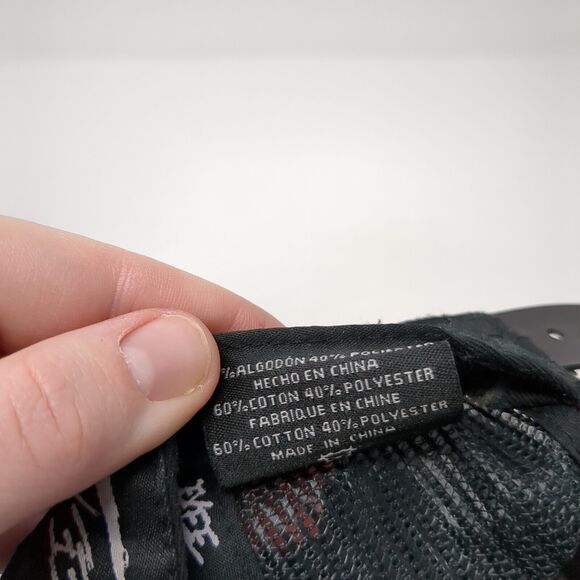 %ALGODÓN 40% POLIESTER
HECHO EN CHINA
60% COTON 40% POLYESTER
FABRIQUE EN CHINE
60% COTTON 40% POLYESTER
MADE IN CHINA